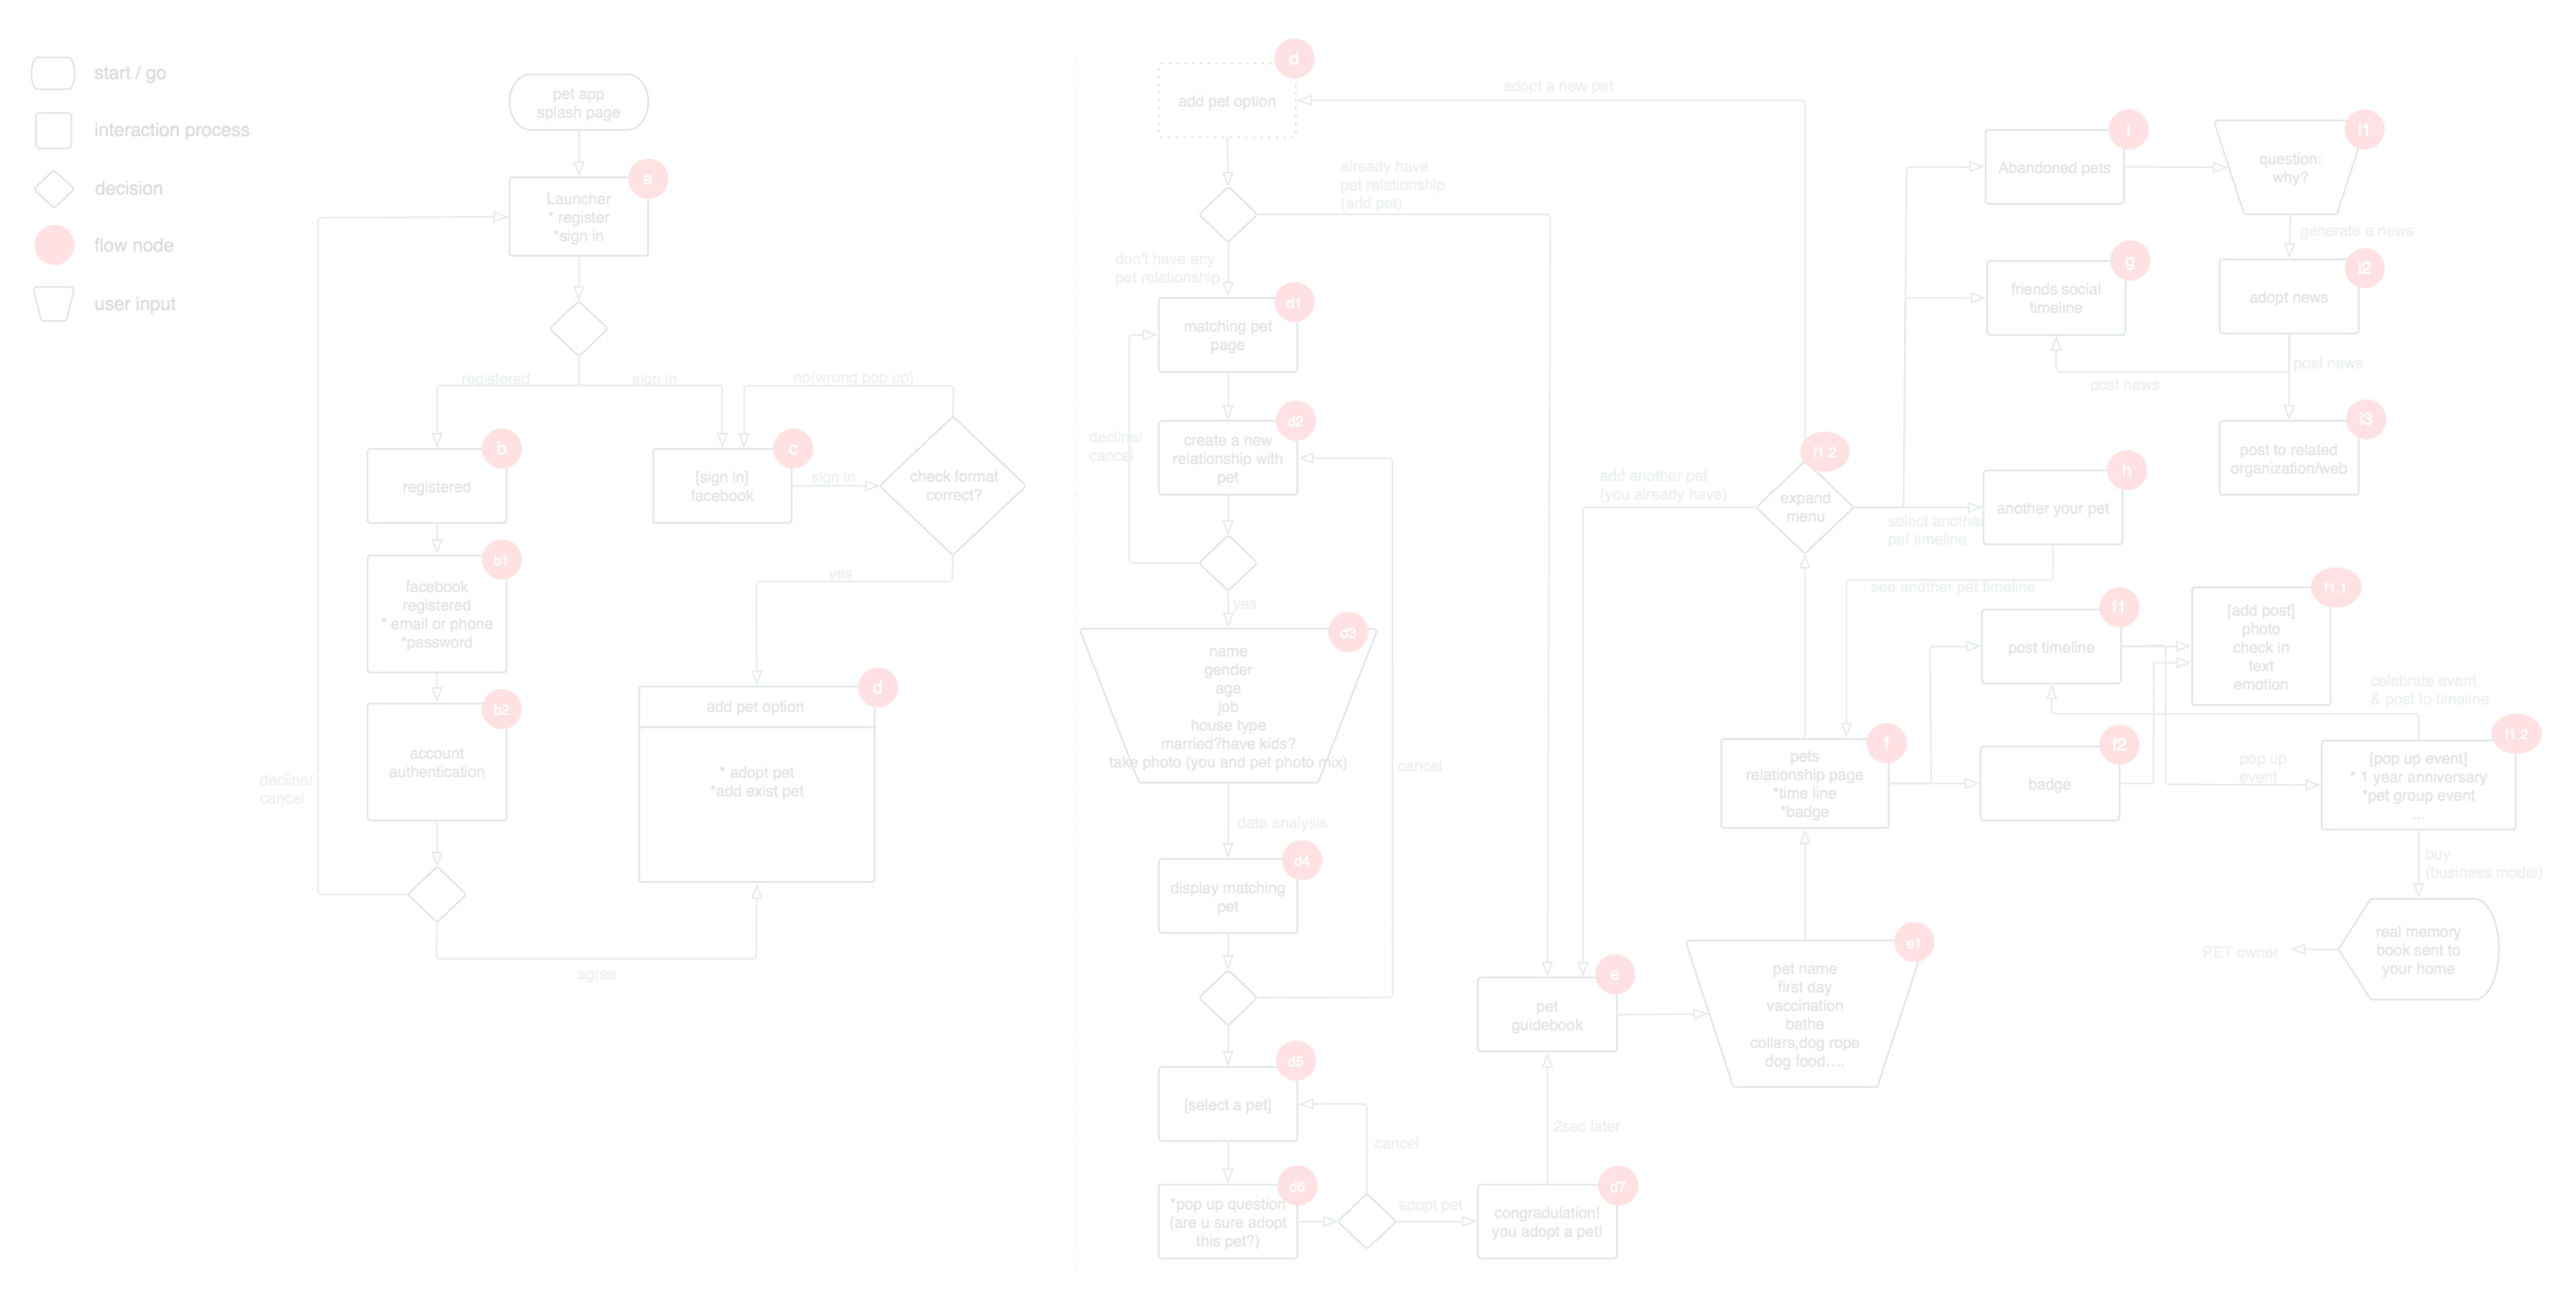 start / go
interaction process
decision
flow node
user input
pet app
splash page
a
Launcher
* register
*sign in
registered
sign in
no(wrong pop up)
b
registered
c
[sign in]
facebook
sign in
check format
correct?
b1
facebook
registered
* email or phone
*password
yes
b2
account
authentication
d
add pet option
* adopt pet
*add exist pet
decline/
cancel
agree
d
add pet option
adopt a new pet
already have
pet relationship
(add pet)
don't have any
pet relationship
d1
matching pet
page
d2
create a new
relationship with
pet
decline/
cancel
yes
d3
name
gender
age
job
house type
married?have kids?
take photo (you and pet photo mix)
cancel
data analysis
d4
display matching
pet
d5
[select a pet]
cancel
d6
*pop up question
(are u sure adopt
this pet?)
adopt pet
d7
congradulation!
you adopt a pet!
2sec later
e
pet
guidebook
e1
pet name
first day
vaccination
bathe
collars,dog rope
dog food....
f
pets
relationship page
*time line
*badge
f1.2
expand
menu
add another pet
(you already have)
i
Abandoned pets
i1
question:
why?
generate a news
g
friends social
timeline
i2
adopt news
post news
post news
i3
post to related
organization/web
h
another your pet
select another
pet timeline
see another pet timeline
f1
post timeline
f1.1
[add post]
photo
check in
text
emotion
celebrate event
& post to timeline
f2
badge
pop up
event
f1.2
[pop up event]
* 1 year anniversary
*pet group event
...
buy
(business model)
real memory
book sent to
your home
PET owner